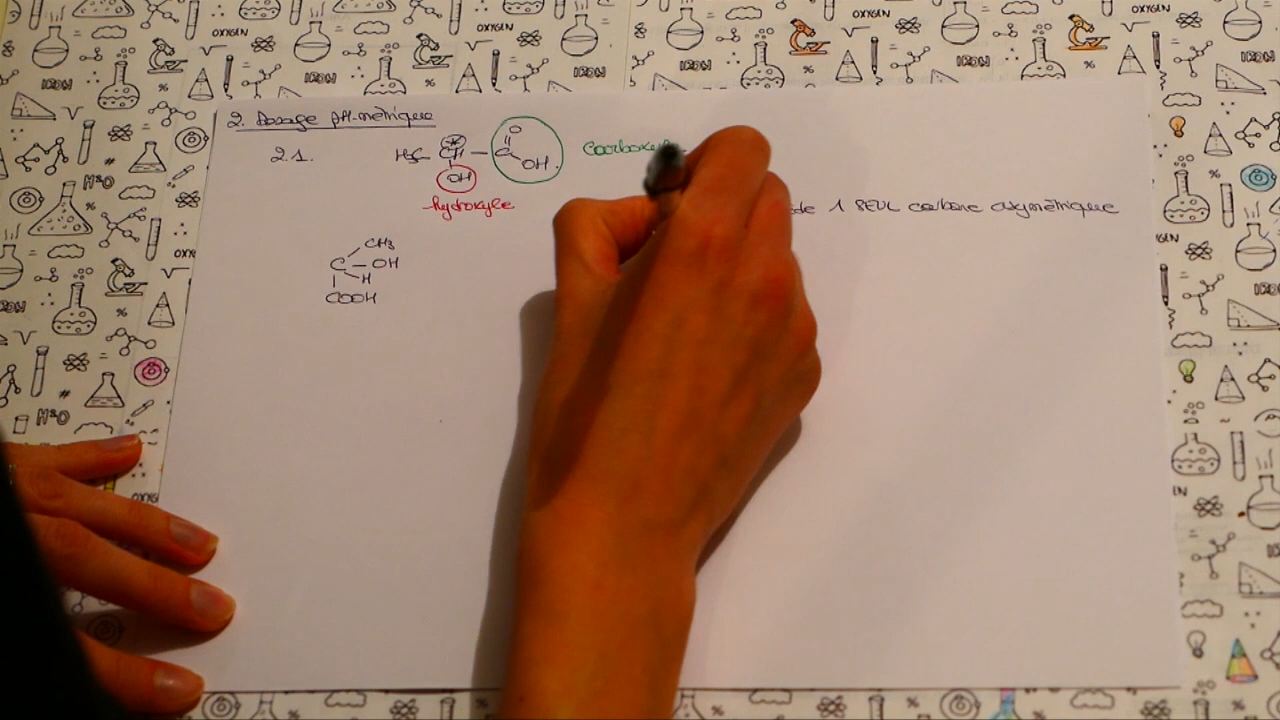 2. Dosage pH-métrique
2.1. H3C - CH - C
O
OH
OH
carboxyle
hydroxyle
de 1 SEUL carbone asymétrique
CH3
C - OH
H
COOH